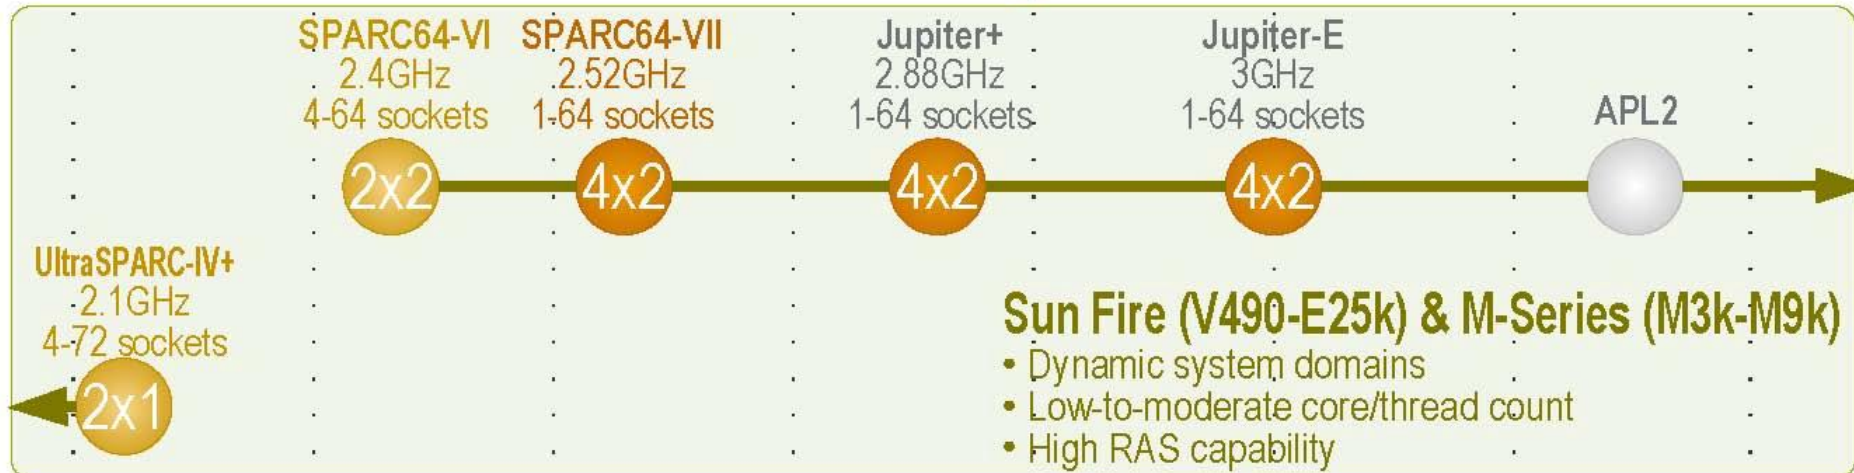 SPARC64-VI
2.4GHz
4-64 sockets
2x2
SPARC64-VII
2.52GHz
1-64 sockets
4x2
Jupiter+
2.88GHz
1-64 sockets
4x2
Jupiter-E
3GHz
1-64 sockets
4x2
APL2
UltraSPARC-IV+
2.1GHz
4-72 sockets
2x1
Sun Fire (V490-E25k) & M-Series (M3k-M9k)
• Dynamic system domains
• Low-to-moderate core/thread count
• High RAS capability